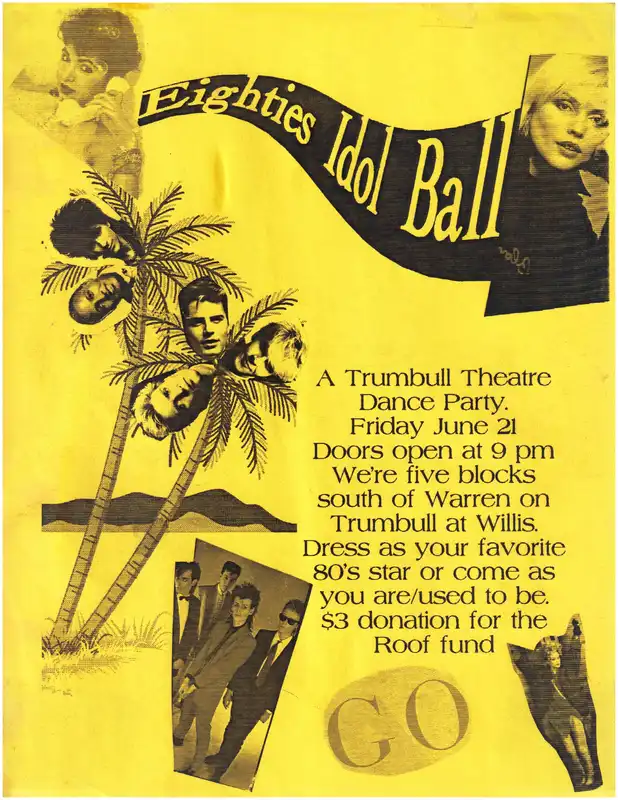 Eighties Idol Ball
A Trumbull Theatre
Dance Party.
Friday June 21
Doors open at 9 pm
We're five blocks
south of Warren on
Trumbull at Willis.
Dress as your favorite
80's star or come as
you are/used to be.
$3 donation for the
Roof fund
GO